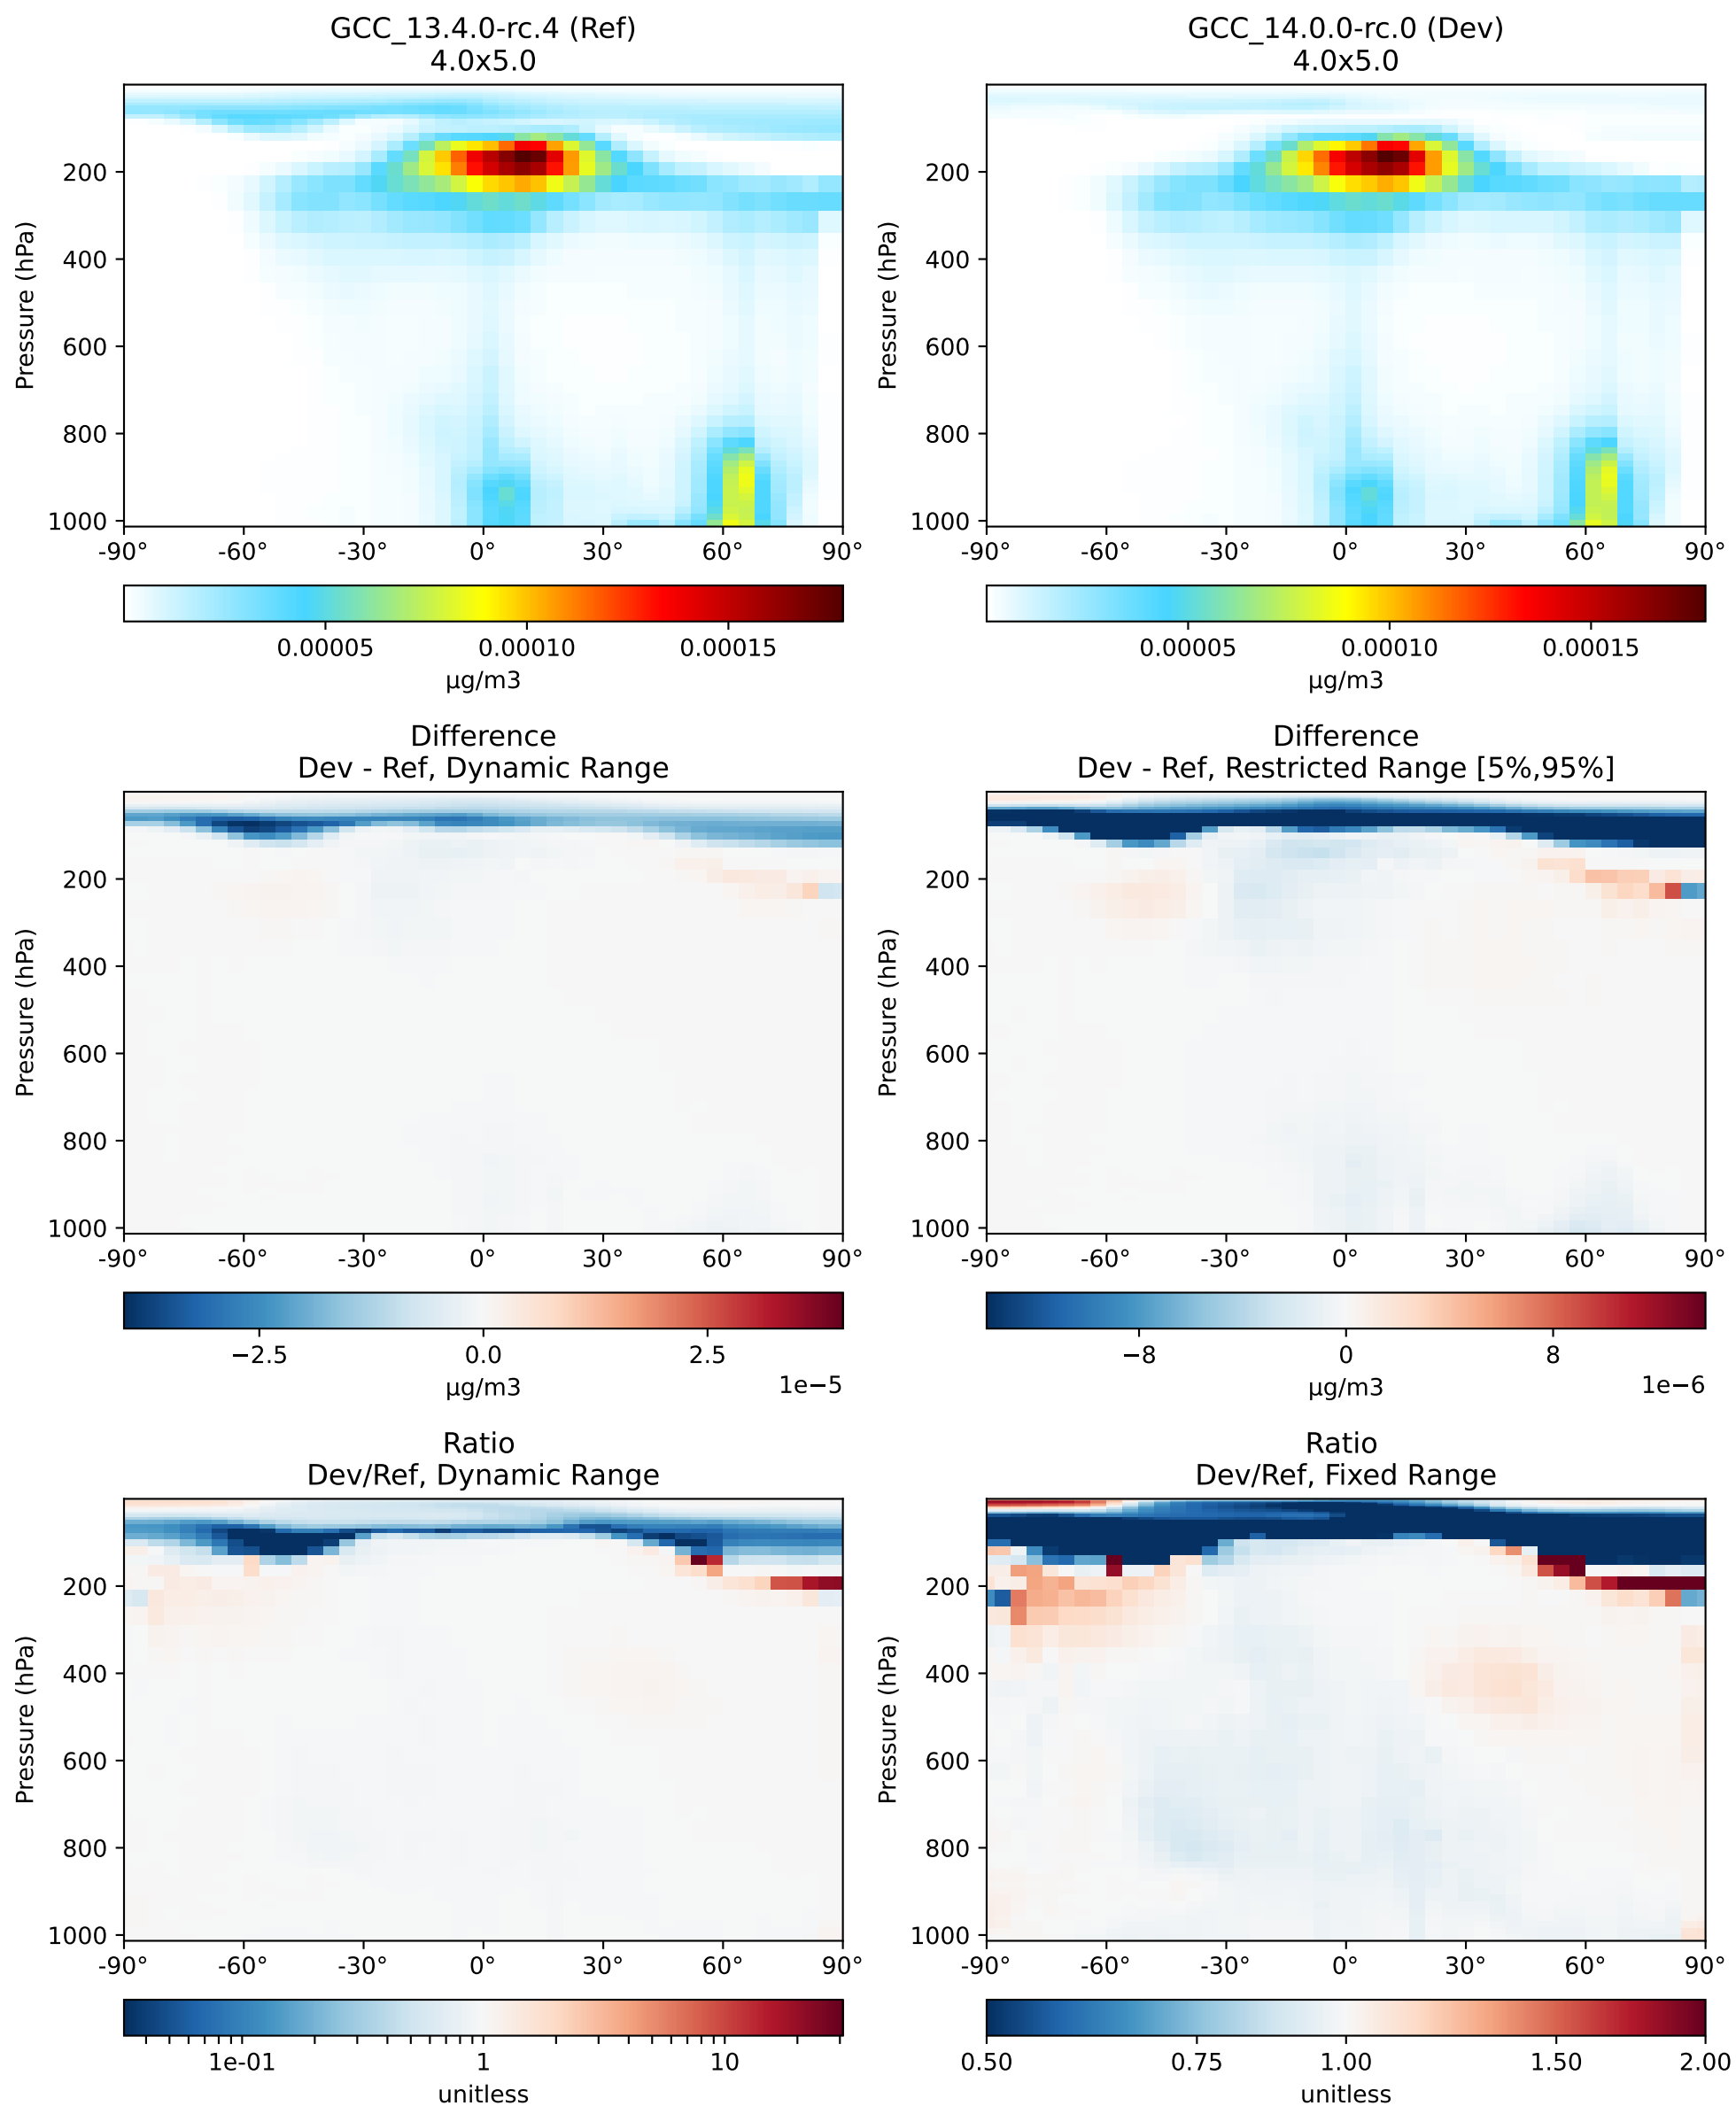 GCC_13.4.0-rc.4 (Ref)
4.0x5.0
GCC_14.0.0-rc.0 (Dev)
4.0x5.0
Pressure (hPa)
200
400
600
800
1000
-90° -60° -30° 0° 30° 60° 90°
0.00005 0.00010 0.00015
µg/m3
Pressure (hPa)
200
400
600
800
1000
-90° -60° -30° 0° 30° 60° 90°
0.00005 0.00010 0.00015
µg/m3
Difference
Dev - Ref, Dynamic Range
Difference
Dev - Ref, Restricted Range [5%,95%]
Pressure (hPa)
200
400
600
800
1000
-90° -60° -30° 0° 30° 60° 90°
−2.5 0.0 2.5
µg/m3
1e−5
Pressure (hPa)
200
400
600
800
1000
-90° -60° -30° 0° 30° 60° 90°
−8 0 8
µg/m3
1e−6
Ratio
Dev/Ref, Dynamic Range
Ratio
Dev/Ref, Fixed Range
Pressure (hPa)
200
400
600
800
1000
-90° -60° -30° 0° 30° 60° 90°
1e-01 1 10
unitless
Pressure (hPa)
200
400
600
800
1000
-90° -60° -30° 0° 30° 60° 90°
0.50 0.75 1.00 1.50 2.00
unitless